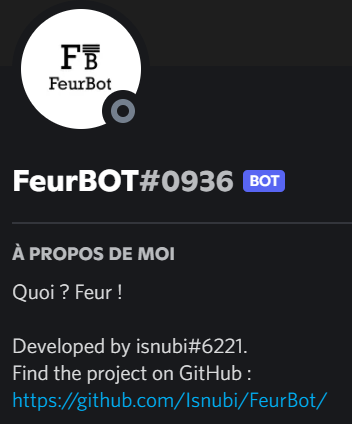 FB
FeurBot
FeurBOT#0936 BOT
À PROPOS DE MOI
Quoi ? Feur !
Developed by isnubi#6221.
Find the project on GitHub :
https://github.com/Isnubi/FeurBot/